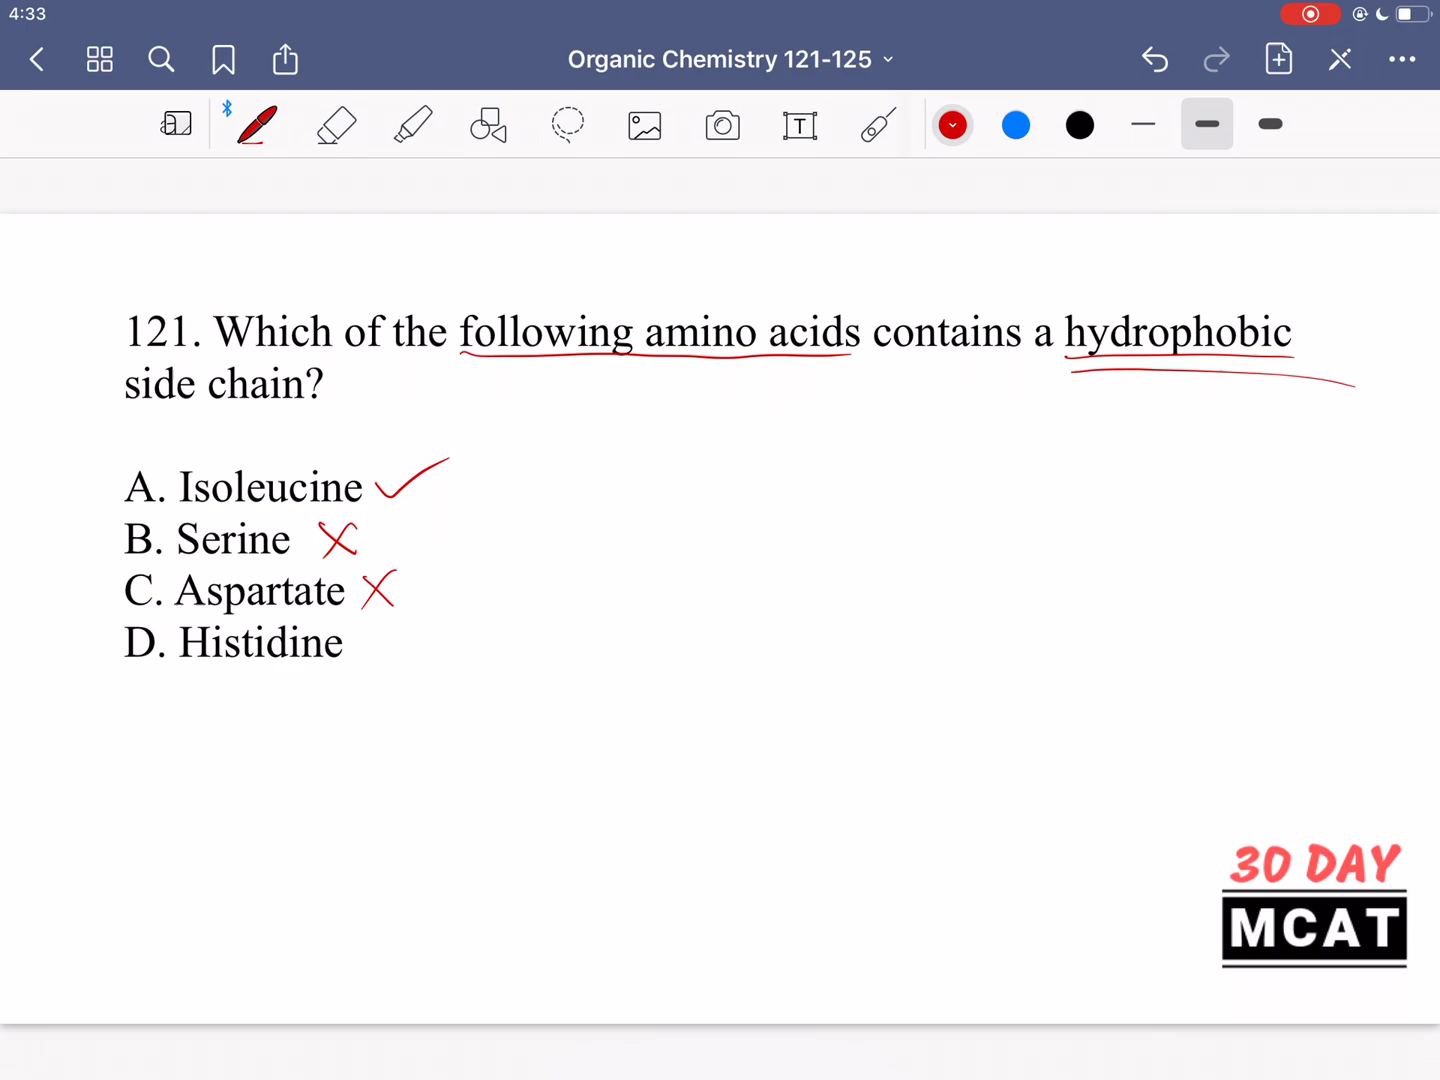 4:33
Organic Chemistry 121-125
a
T
121. Which of the following amino acids contains a hydrophobic
side chain?
A. Isoleucine
B. Serine
C. Aspartate
D. Histidine
30 DAY
MCAT